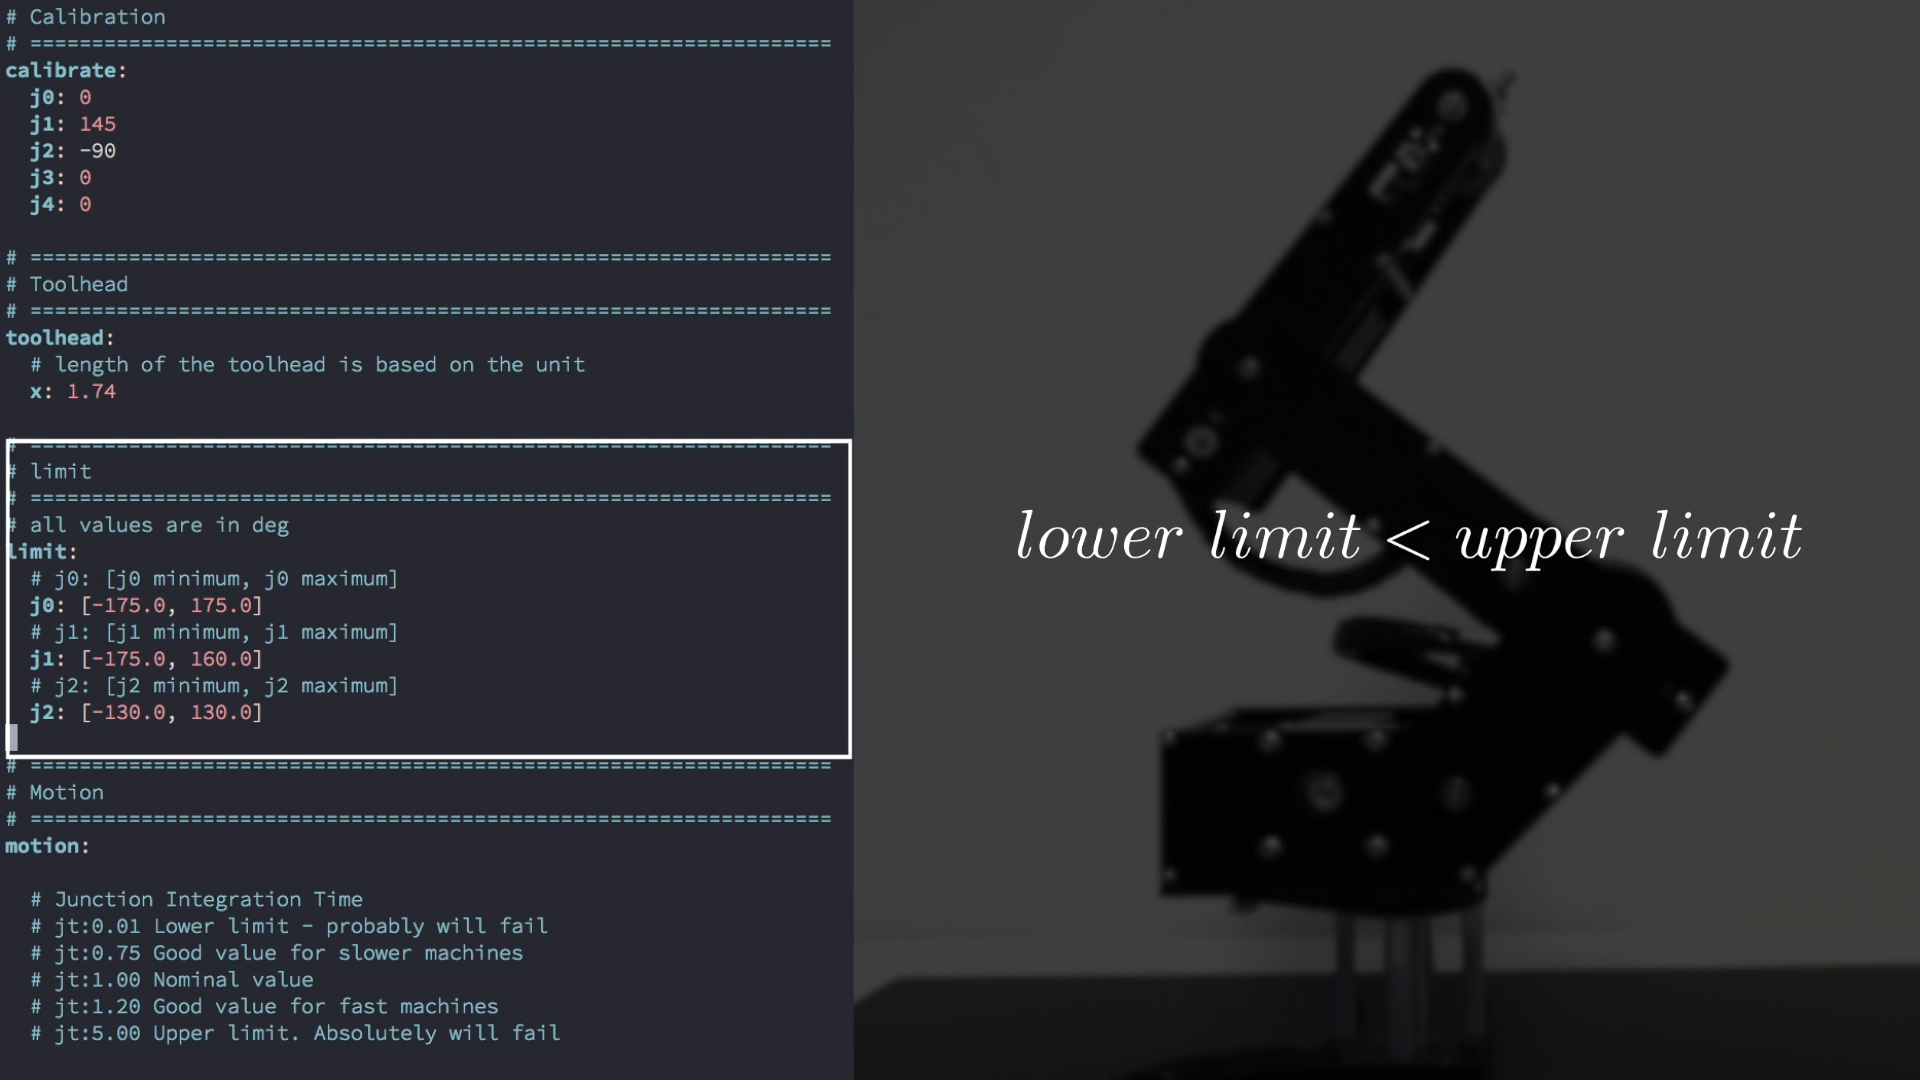 # Calibration
# =================================================================
calibrate:
j0: 0
j1: 145
j2: -90
j3: 0
j4: 0
# =================================================================
# Toolhead
# =================================================================
toolhead:
# length of the toolhead is based on the unit
x: 1.74
# =================================================================
# limit
# =================================================================
# all values are in deg
limit:
# j0: [j0 minimum, j0 maximum]
j0: [-175.0, 175.0]
# j1: [j1 minimum, j1 maximum]
j1: [-175.0, 160.0]
# j2: [j2 minimum, j2 maximum]
j2: [-130.0, 130.0]
# =================================================================
# Motion
# =================================================================
motion:
# Junction Integration Time
# jt:0.01 Lower limit - probably will fail
# jt:0.75 Good value for slower machines
# jt:1.00 Nominal value
# jt:1.20 Good value for fast machines
# jt:5.00 Upper limit. Absolutely will fail
lower limit < upper limit